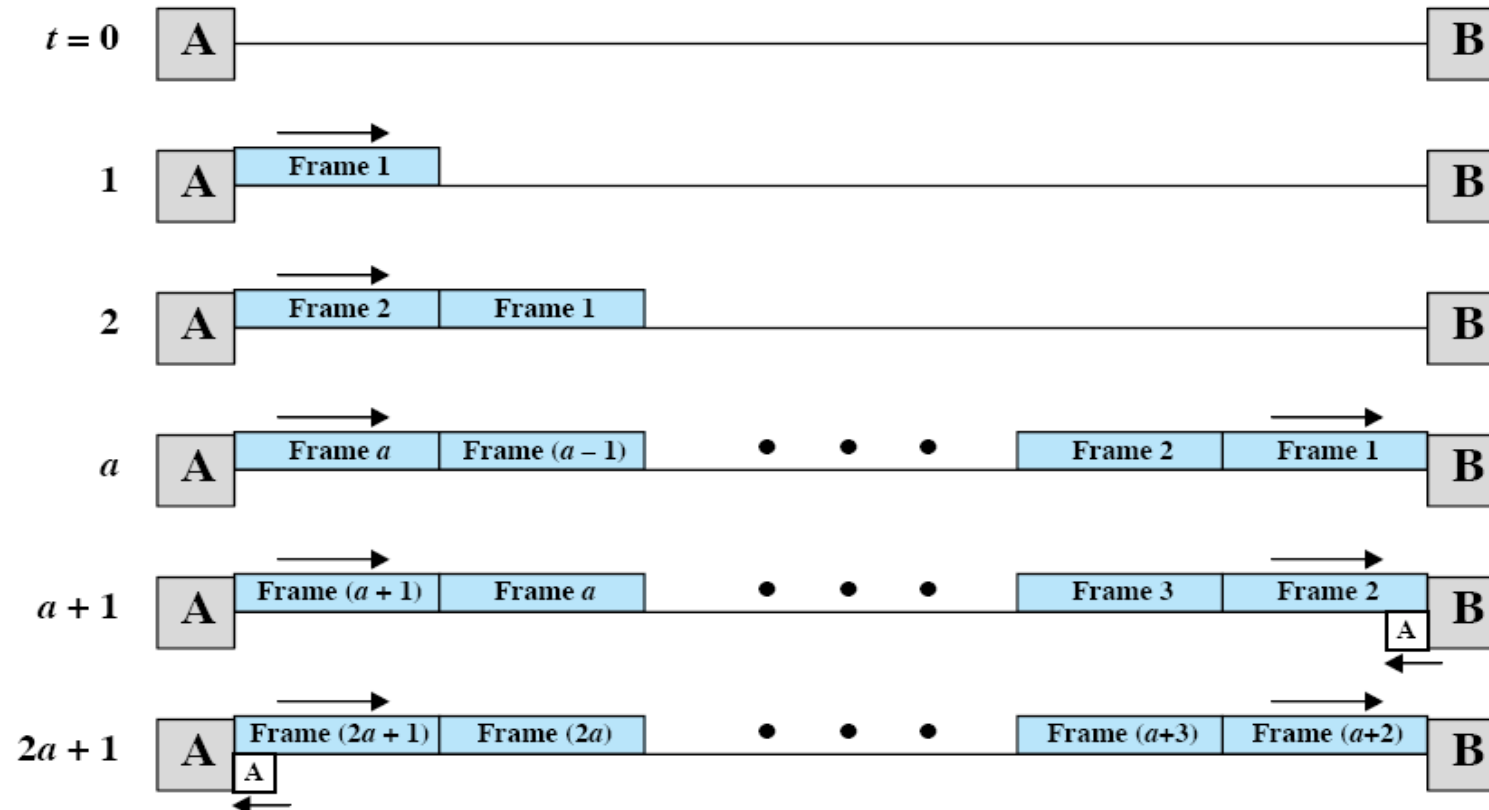 t = 0 A B
1 A Frame 1 B
2 A Frame 2 Frame 1 B
a A Frame a Frame (a – 1) • • • Frame 2 Frame 1 B
a + 1 A Frame (a + 1) Frame a • • • Frame 3 Frame 2 B
A
2a + 1 A Frame (2a + 1) Frame (2a) • • • Frame (a+3) Frame (a+2) B
A